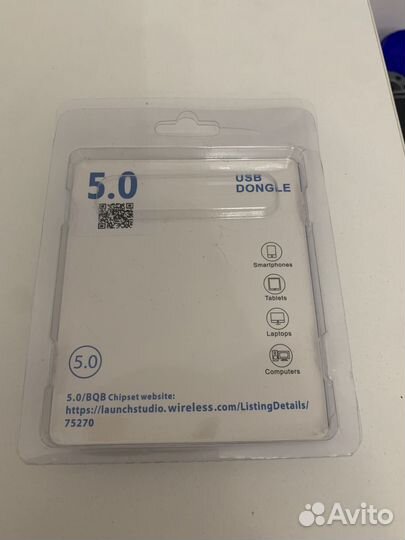 5.0
USB
DONGLE
Smartphones
Tablets
Laptops
Computers
5.0
5.0/BQB Chipset website:
https://launchstudio.wireless.com/ListingDetails/
75270
Avito